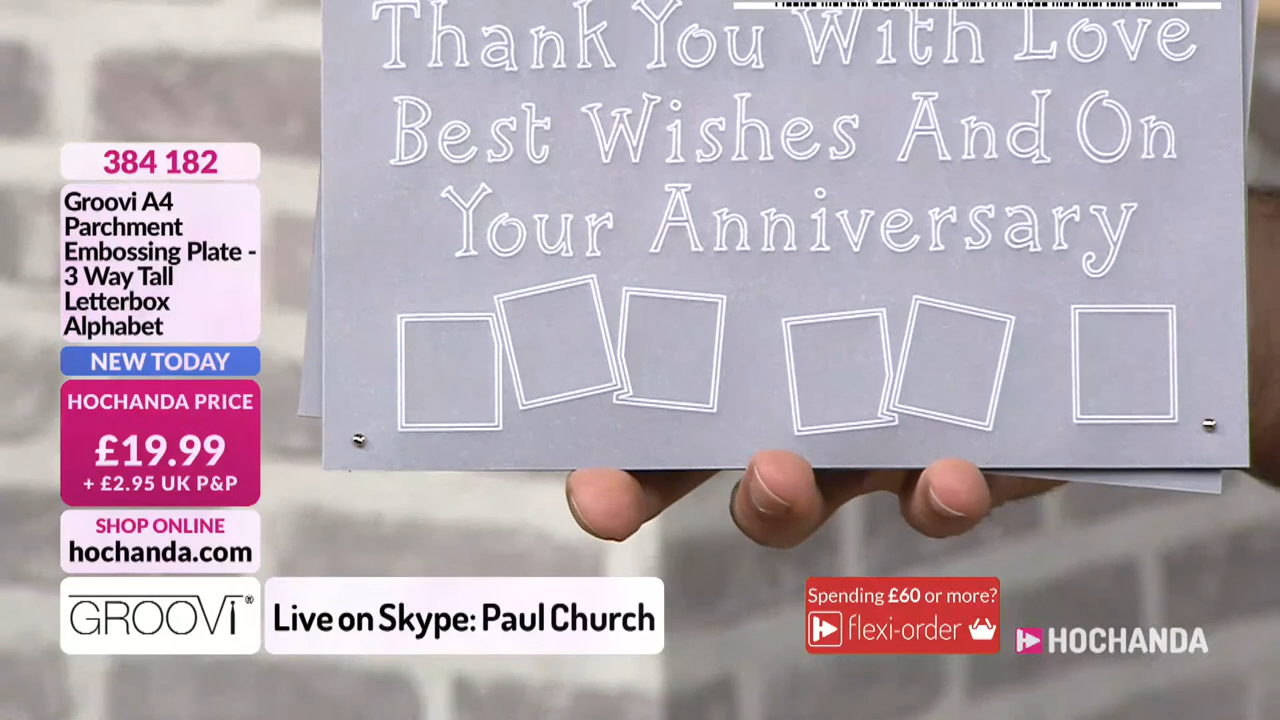 Thank You With Love
Best Wishes And On
Your Anniversary
384 182
Groovi A4
Parchment
Embossing Plate -
3 Way Tall
Letterbox
Alphabet
NEW TODAY
HOCHANDA PRICE
£19.99
+ £2.95 UK P&P
SHOP ONLINE
hochanda.com
GROOVI®
Live on Skype: Paul Church
Spending £60 or more?
flexi-order
HOCHANDA